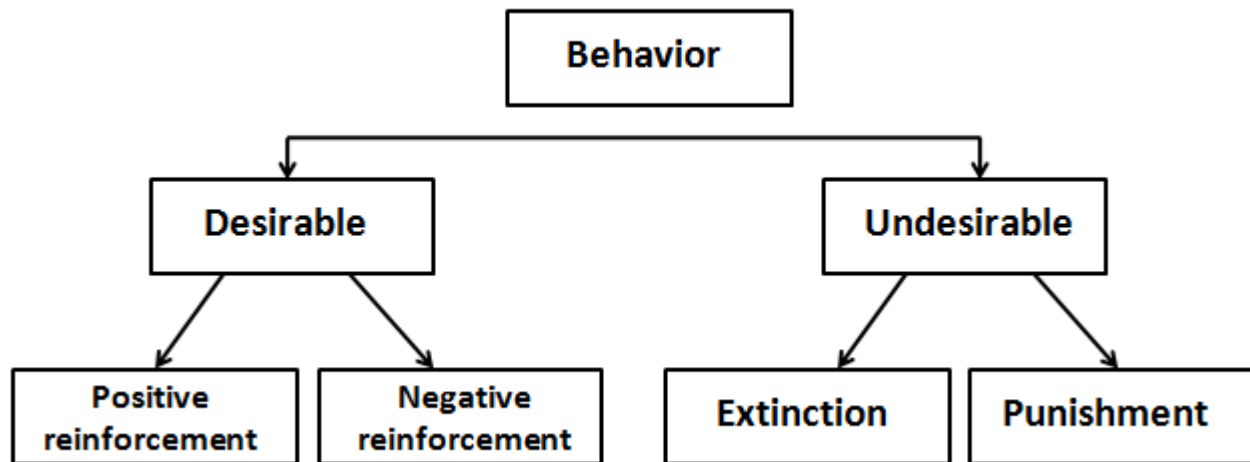 Behavior
Desirable
Undesirable
Positive
reinforcement
Negative
reinforcement
Extinction
Punishment